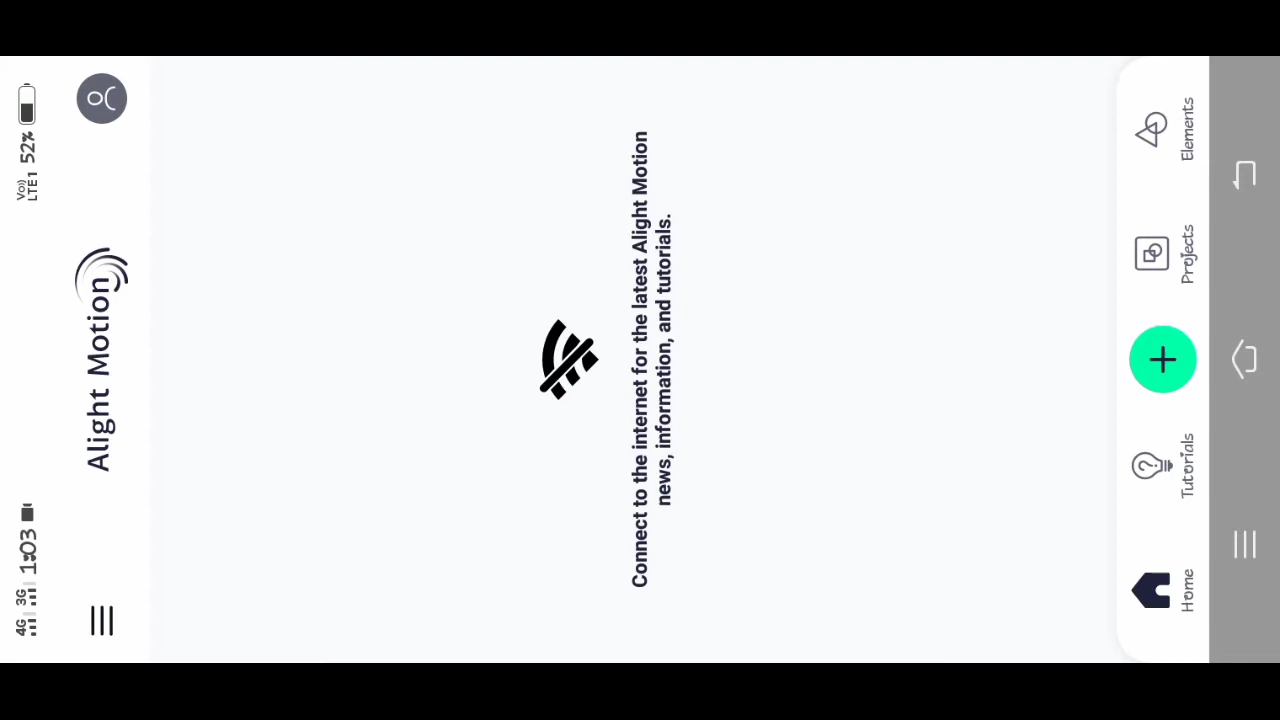 4G 3G 1:03
Vo)) LTE1 52%
Alight Motion
Connect to the internet for the latest Alight Motion
news, information, and tutorials.
Home
Tutorials
Projects
Elements